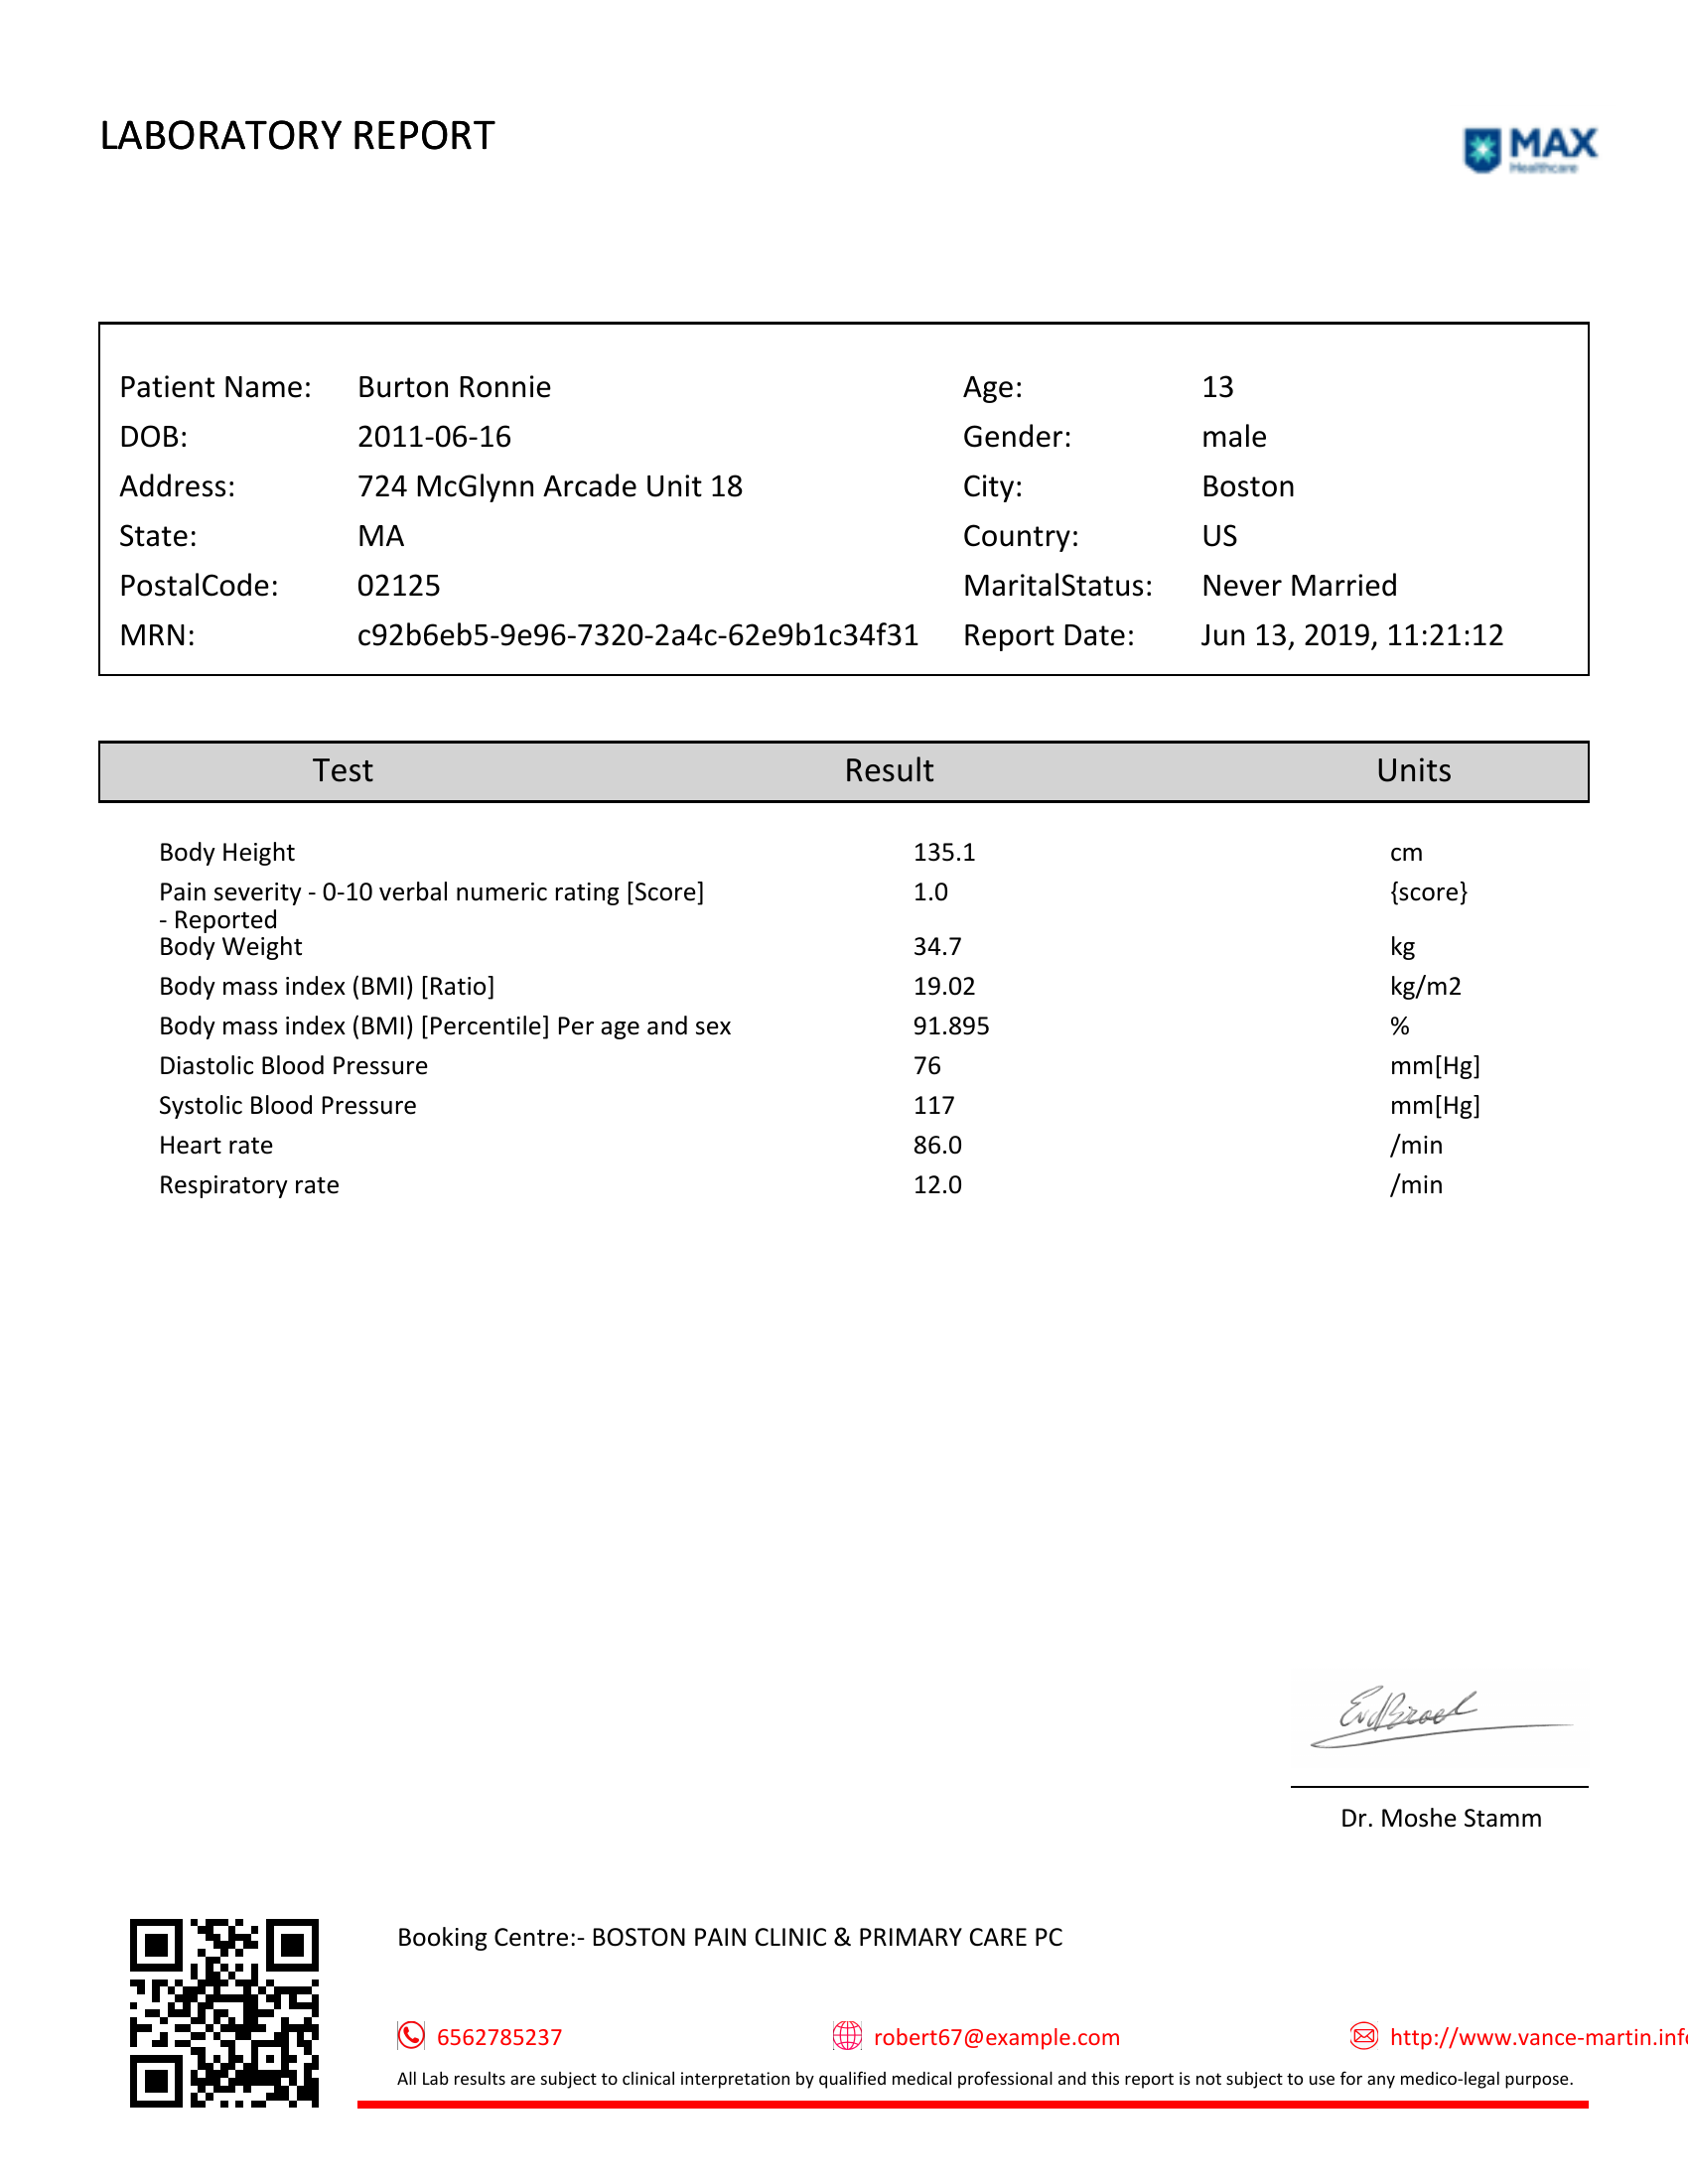 LABORATORY REPORT
MAX
Healthcare
Patient Name: Burton Ronnie Age: 13
DOB: 2011-06-16 Gender: male
Address: 724 McGlynn Arcade Unit 18 City: Boston
State: MA Country: US
PostalCode: 02125 MaritalStatus: Never Married
MRN: c92b6eb5-9e96-7320-2a4c-62e9b1c34f31 Report Date: Jun 13, 2019, 11:21:12
Test Result Units
Body Height 135.1 cm
Pain severity - 0-10 verbal numeric rating [Score] 1.0 {score}
- Reported
Body Weight 34.7 kg
Body mass index (BMI) [Ratio] 19.02 kg/m2
Body mass index (BMI) [Percentile] Per age and sex 91.895 %
Diastolic Blood Pressure 76 mm[Hg]
Systolic Blood Pressure 117 mm[Hg]
Heart rate 86.0 /min
Respiratory rate 12.0 /min
Dr. Moshe Stamm
Booking Centre:- BOSTON PAIN CLINIC & PRIMARY CARE PC
6562785237 robert67@example.com http://www.vance-martin.info
All Lab results are subject to clinical interpretation by qualified medical professional and this report is not subject to use for any medico-legal purpose.